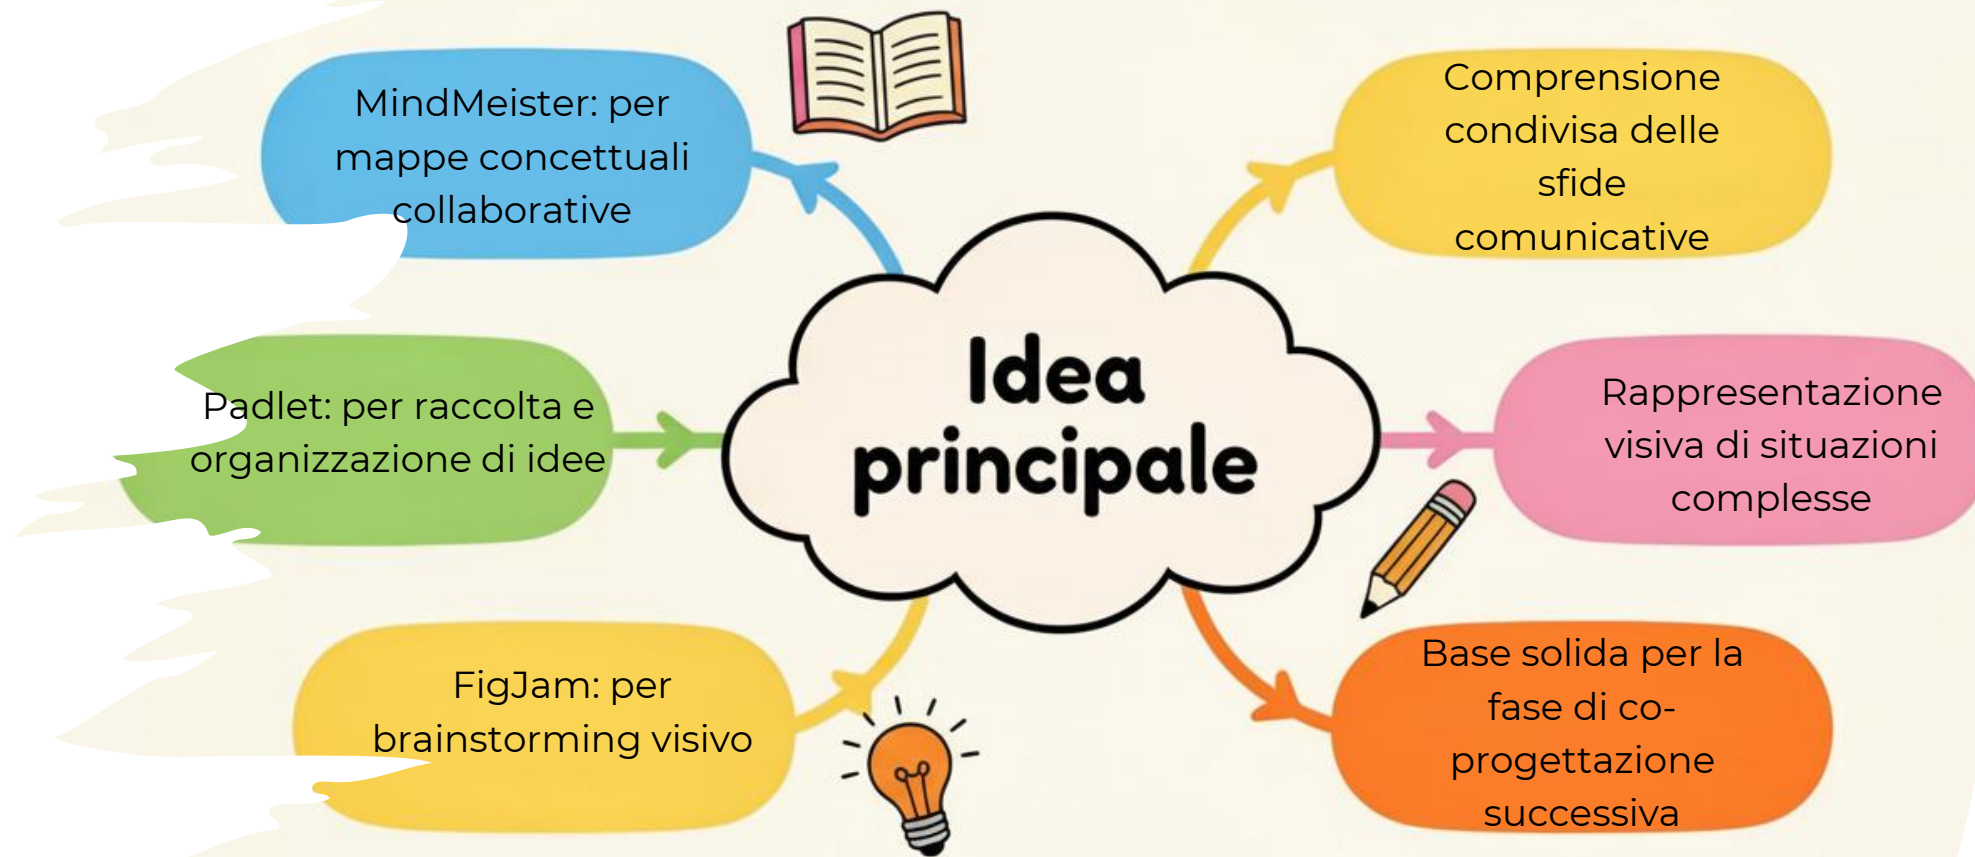 MindMeister: per
mappe concettuali
collaborative
Padlet: per raccolta e
organizzazione di idee
FigJam: per
brainstorming visivo
Idea
principale
Comprensione
condivisa delle
sfide
comunicative
Rappresentazione
visiva di situazioni
complesse
Base solida per la
fase di co-
progettazione
successiva